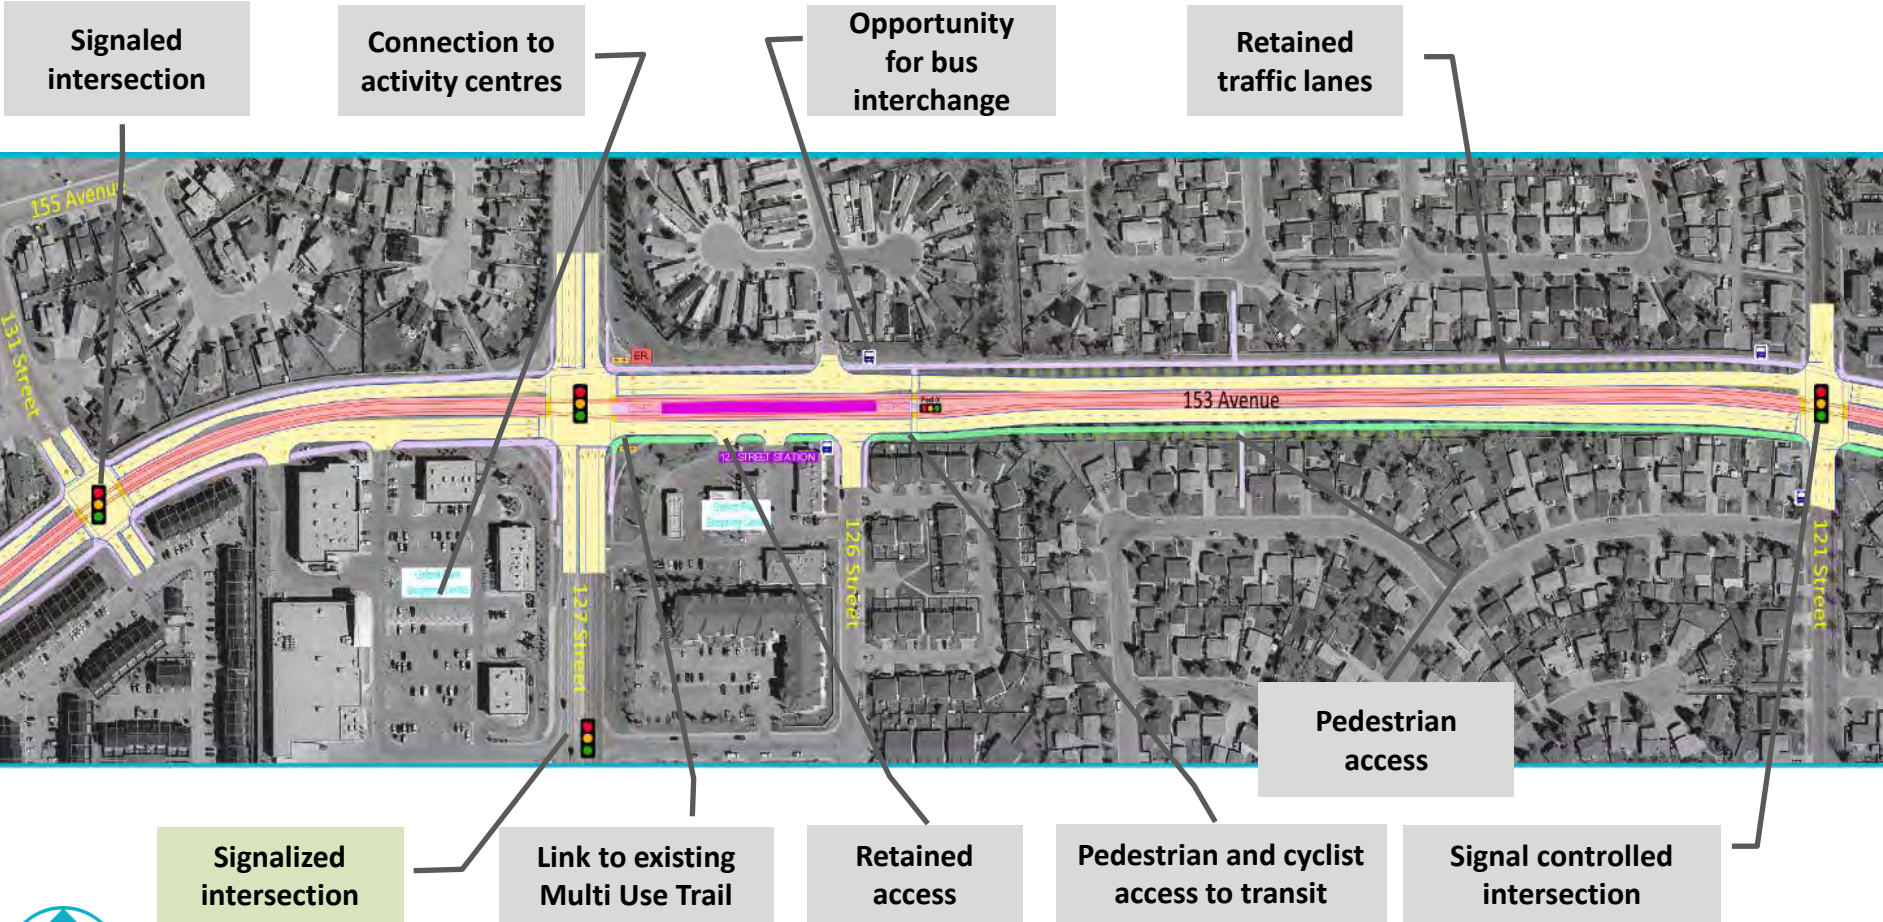 Signaled
intersection
Connection to
activity centres
Opportunity
for bus
interchange
Retained
traffic lanes
155 Avenue
131 Street
ER
Ped-X
153 Avenue
STREET STATION
127 Street
126 Street
121 Street
Pedestrian
access
Signalized
intersection
Link to existing
Multi Use Trail
Retained
access
Pedestrian and cyclist
access to transit
Signal controlled
intersection